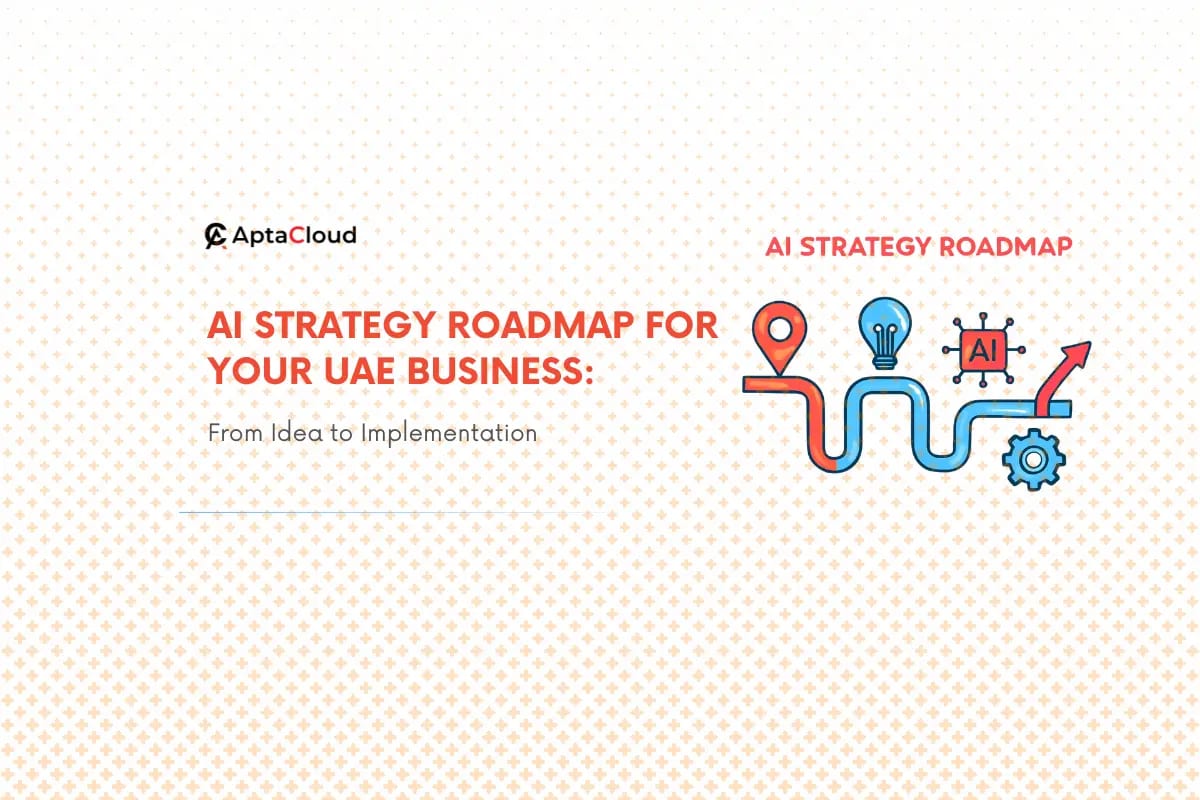 AptaCloud
AI STRATEGY ROADMAP FOR
YOUR UAE BUSINESS:
From Idea to Implementation
AI STRATEGY ROADMAP
AI